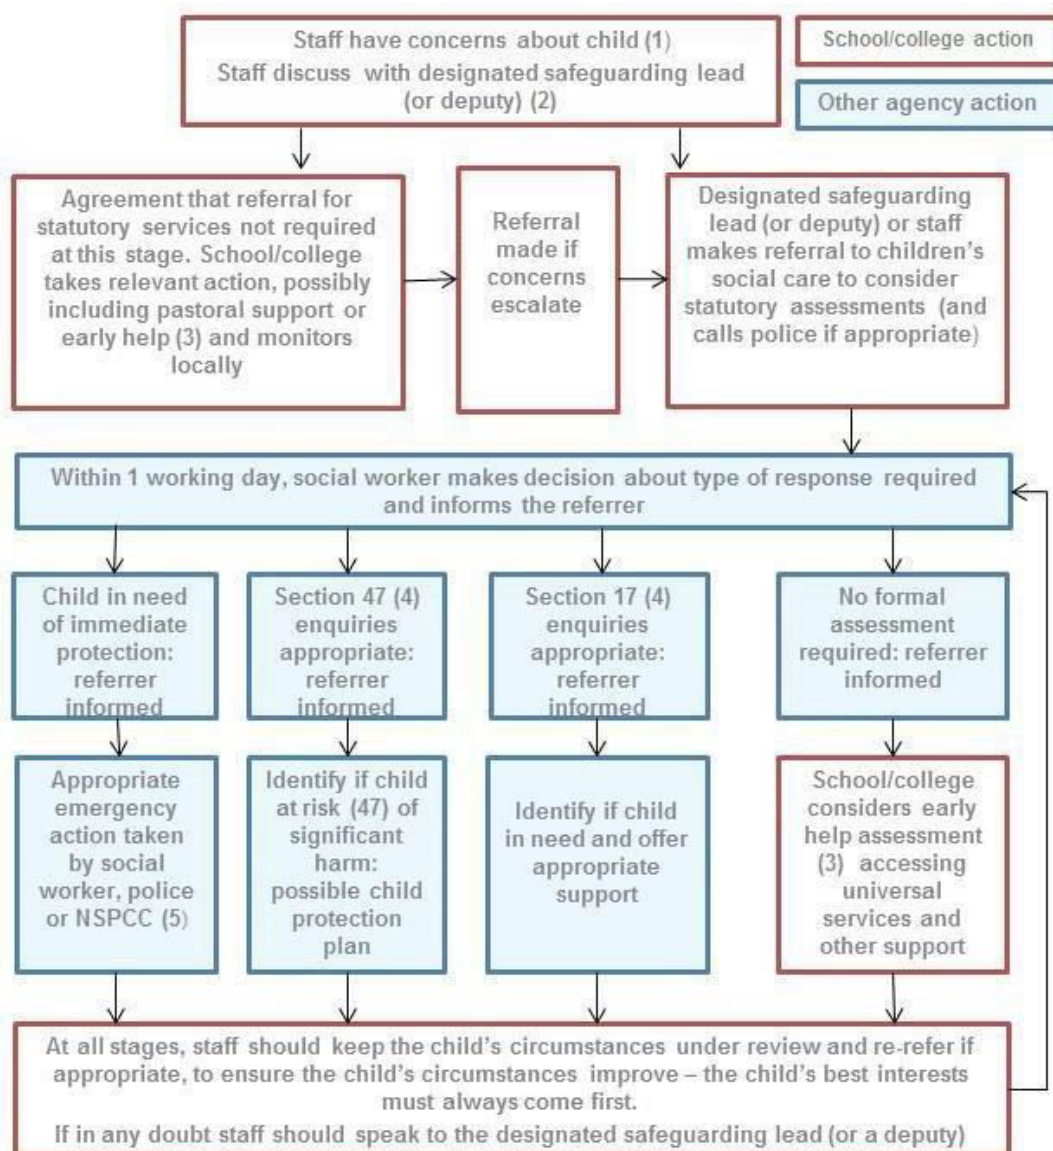 Staff have concerns about child (1)
Staff discuss with designated safeguarding lead
(or deputy) (2)
School/college action
Other agency action
Agreement that referral for
statutory services not required
at this stage. School/college
takes relevant action, possibly
including pastoral support or
early help (3) and monitors
locally
Referral
made if
concerns
escalate
Designated safeguarding
lead (or deputy) or staff
makes referral to children's
social care to consider
statutory assessments (and
calls police if appropriate)
Within 1 working day, social worker makes decision about type of response required
and informs the referrer
Child in need
of immediate
protection:
referrer
informed
Section 47 (4)
enquiries
appropriate:
referrer
informed
Section 17 (4)
enquiries
appropriate:
referrer
informed
No formal
assessment
required: referrer
informed
Appropriate
emergency
action taken
by social
worker, police
or NSPCC (5)
Identify if child
at risk (47) of
significant
harm:
possible child
protection
plan
Identify if child
in need and offer
appropriate
support
School/college
considers early
help assessment
(3) accessing
universal
services and
other support
At all stages, staff should keep the child's circumstances under review and re-refer if
appropriate, to ensure the child's circumstances improve – the child's best interests
must always come first.
If in any doubt staff should speak to the designated safeguarding lead (or a deputy)